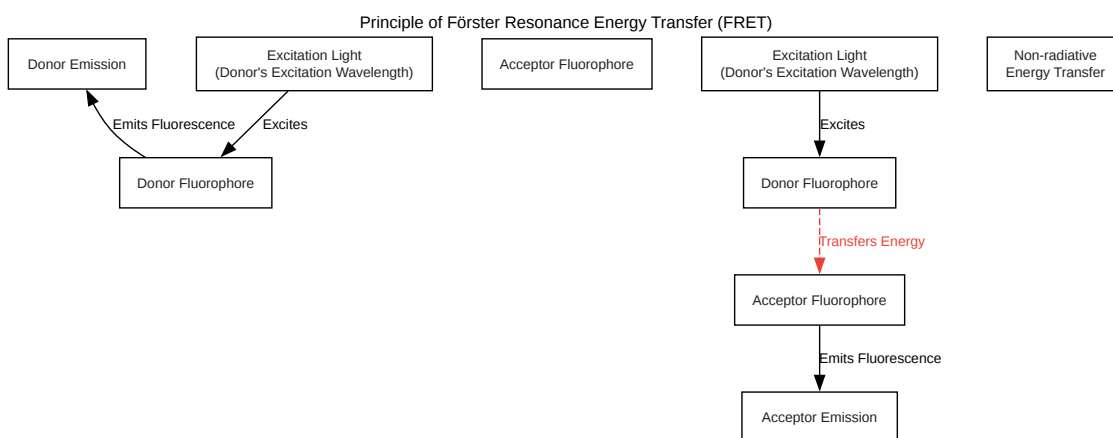 Principle of Förster Resonance Energy Transfer (FRET)
Donor Emission
Excitation Light
(Donor's Excitation Wavelength)
Acceptor Fluorophore
Excitation Light
(Donor's Excitation Wavelength)
Non-radiative
Energy Transfer
Emits Fluorescence
Excites
Excites
Donor Fluorophore
Donor Fluorophore
Transfers Energy
Acceptor Fluorophore
Emits Fluorescence
Acceptor Emission